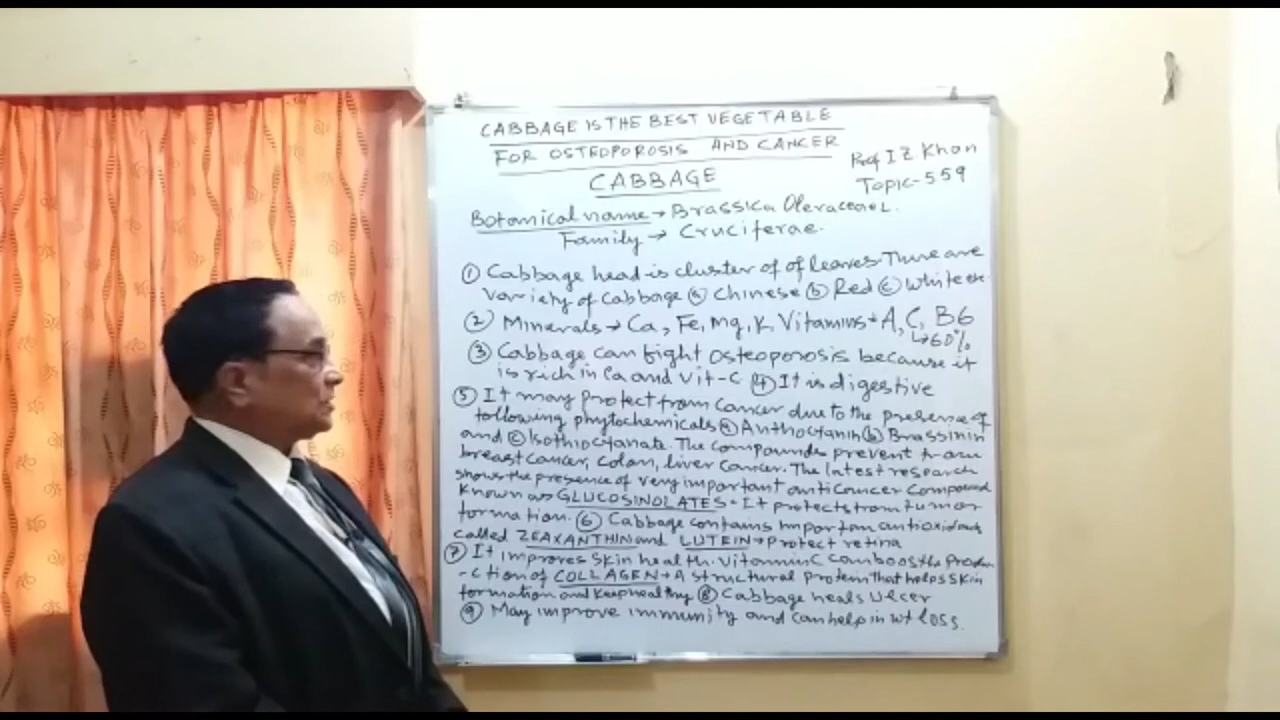 CABBAGE IS THE BEST VEGETABLE
FOR OSTEOPOROSIS AND CANCER
Prof I Z Khan
Topic-559
CABBAGE
Botanical name → Brassica Oleracea L.
Family → Cruciferae.
① Cabbage head is cluster of of leaves. There are
variety of cabbage ⓐ Chinese ⓑ Red ⓒ White etc
② Minerals → Ca, Fe, Mg, K, Vitamins → A, C, B6
↳60%
③ Cabbage can fight osteoporosis because it
is rich in Ca and Vit-C ④ It is digestive
⑤ It may protect from cancer due to the presence of
following phytochemicals ⓐ Anthocyanin ⓑ Brassinin
and ⓒ Isothiocyanate. The compounds prevent from
breast cancer, colon, liver cancer. The latest research
shows the presence of very important anticancer compound
known as GLUCOSINOLATES - It protects from tumor
formation. ⑥ Cabbage contains important antioxidants
called ZEAXANTHIN and LUTEIN → Protect retina
⑦ It improves skin health. Vitamin C can boost the Produ-
-ction of COLLAGEN → A structural protein that helps skin
formation and keep healthy ⑧ Cabbage heals Ulcer
⑨ May improve immunity and can help in wt loss.